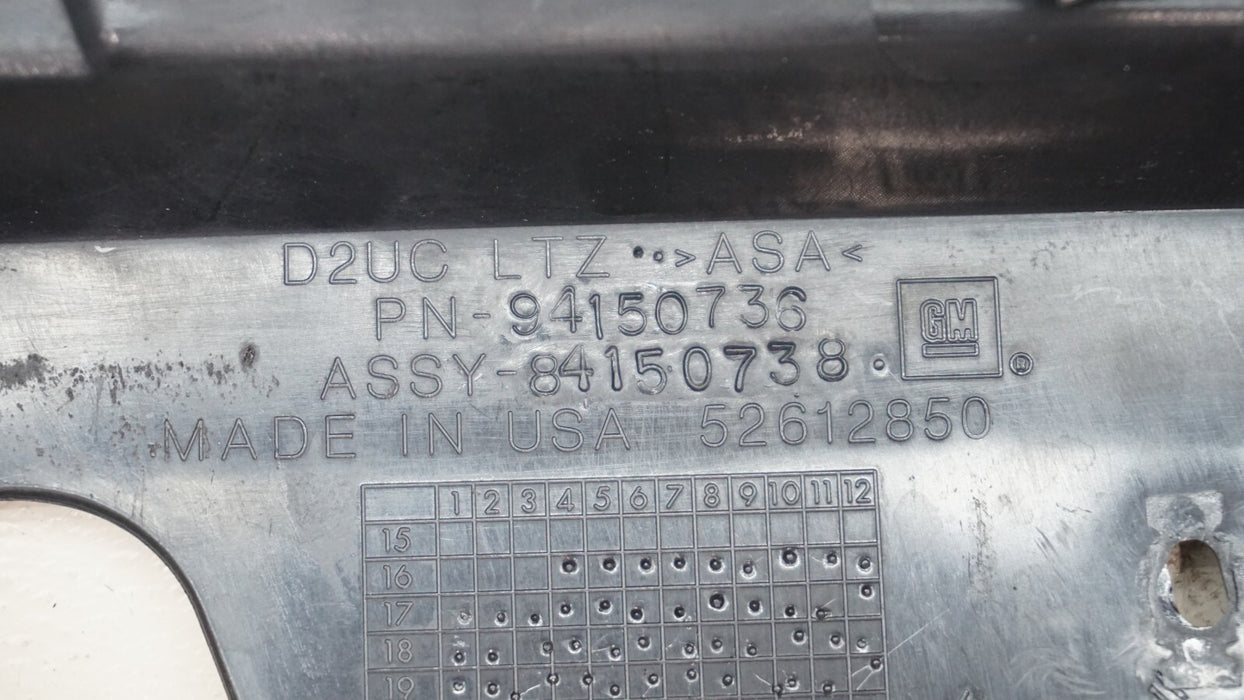 D2UC LTZ >ASA<
PN-94150736
ASSY-84150738
GM ®
MADE IN USA 52612850
1 2 3 4 5 6 7 8 9 10 11 12
15
16
17
18
19